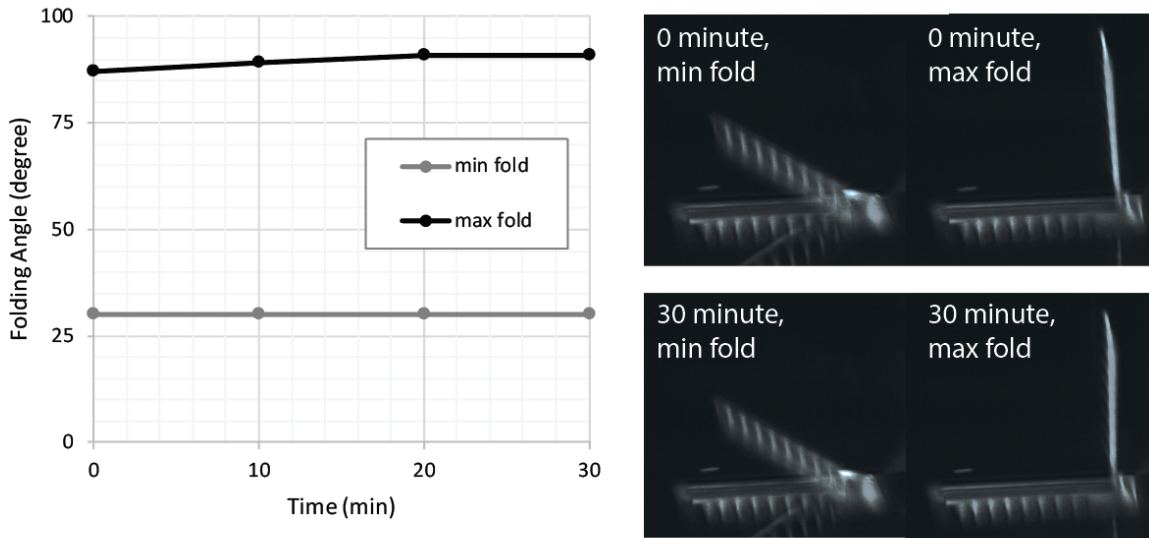 100
75
50
25
0
0
10
20
30
Folding Angle (degree)
Time (min)
min fold
max fold
0 minute,
min fold
0 minute,
max fold
30 minute,
min fold
30 minute,
max fold